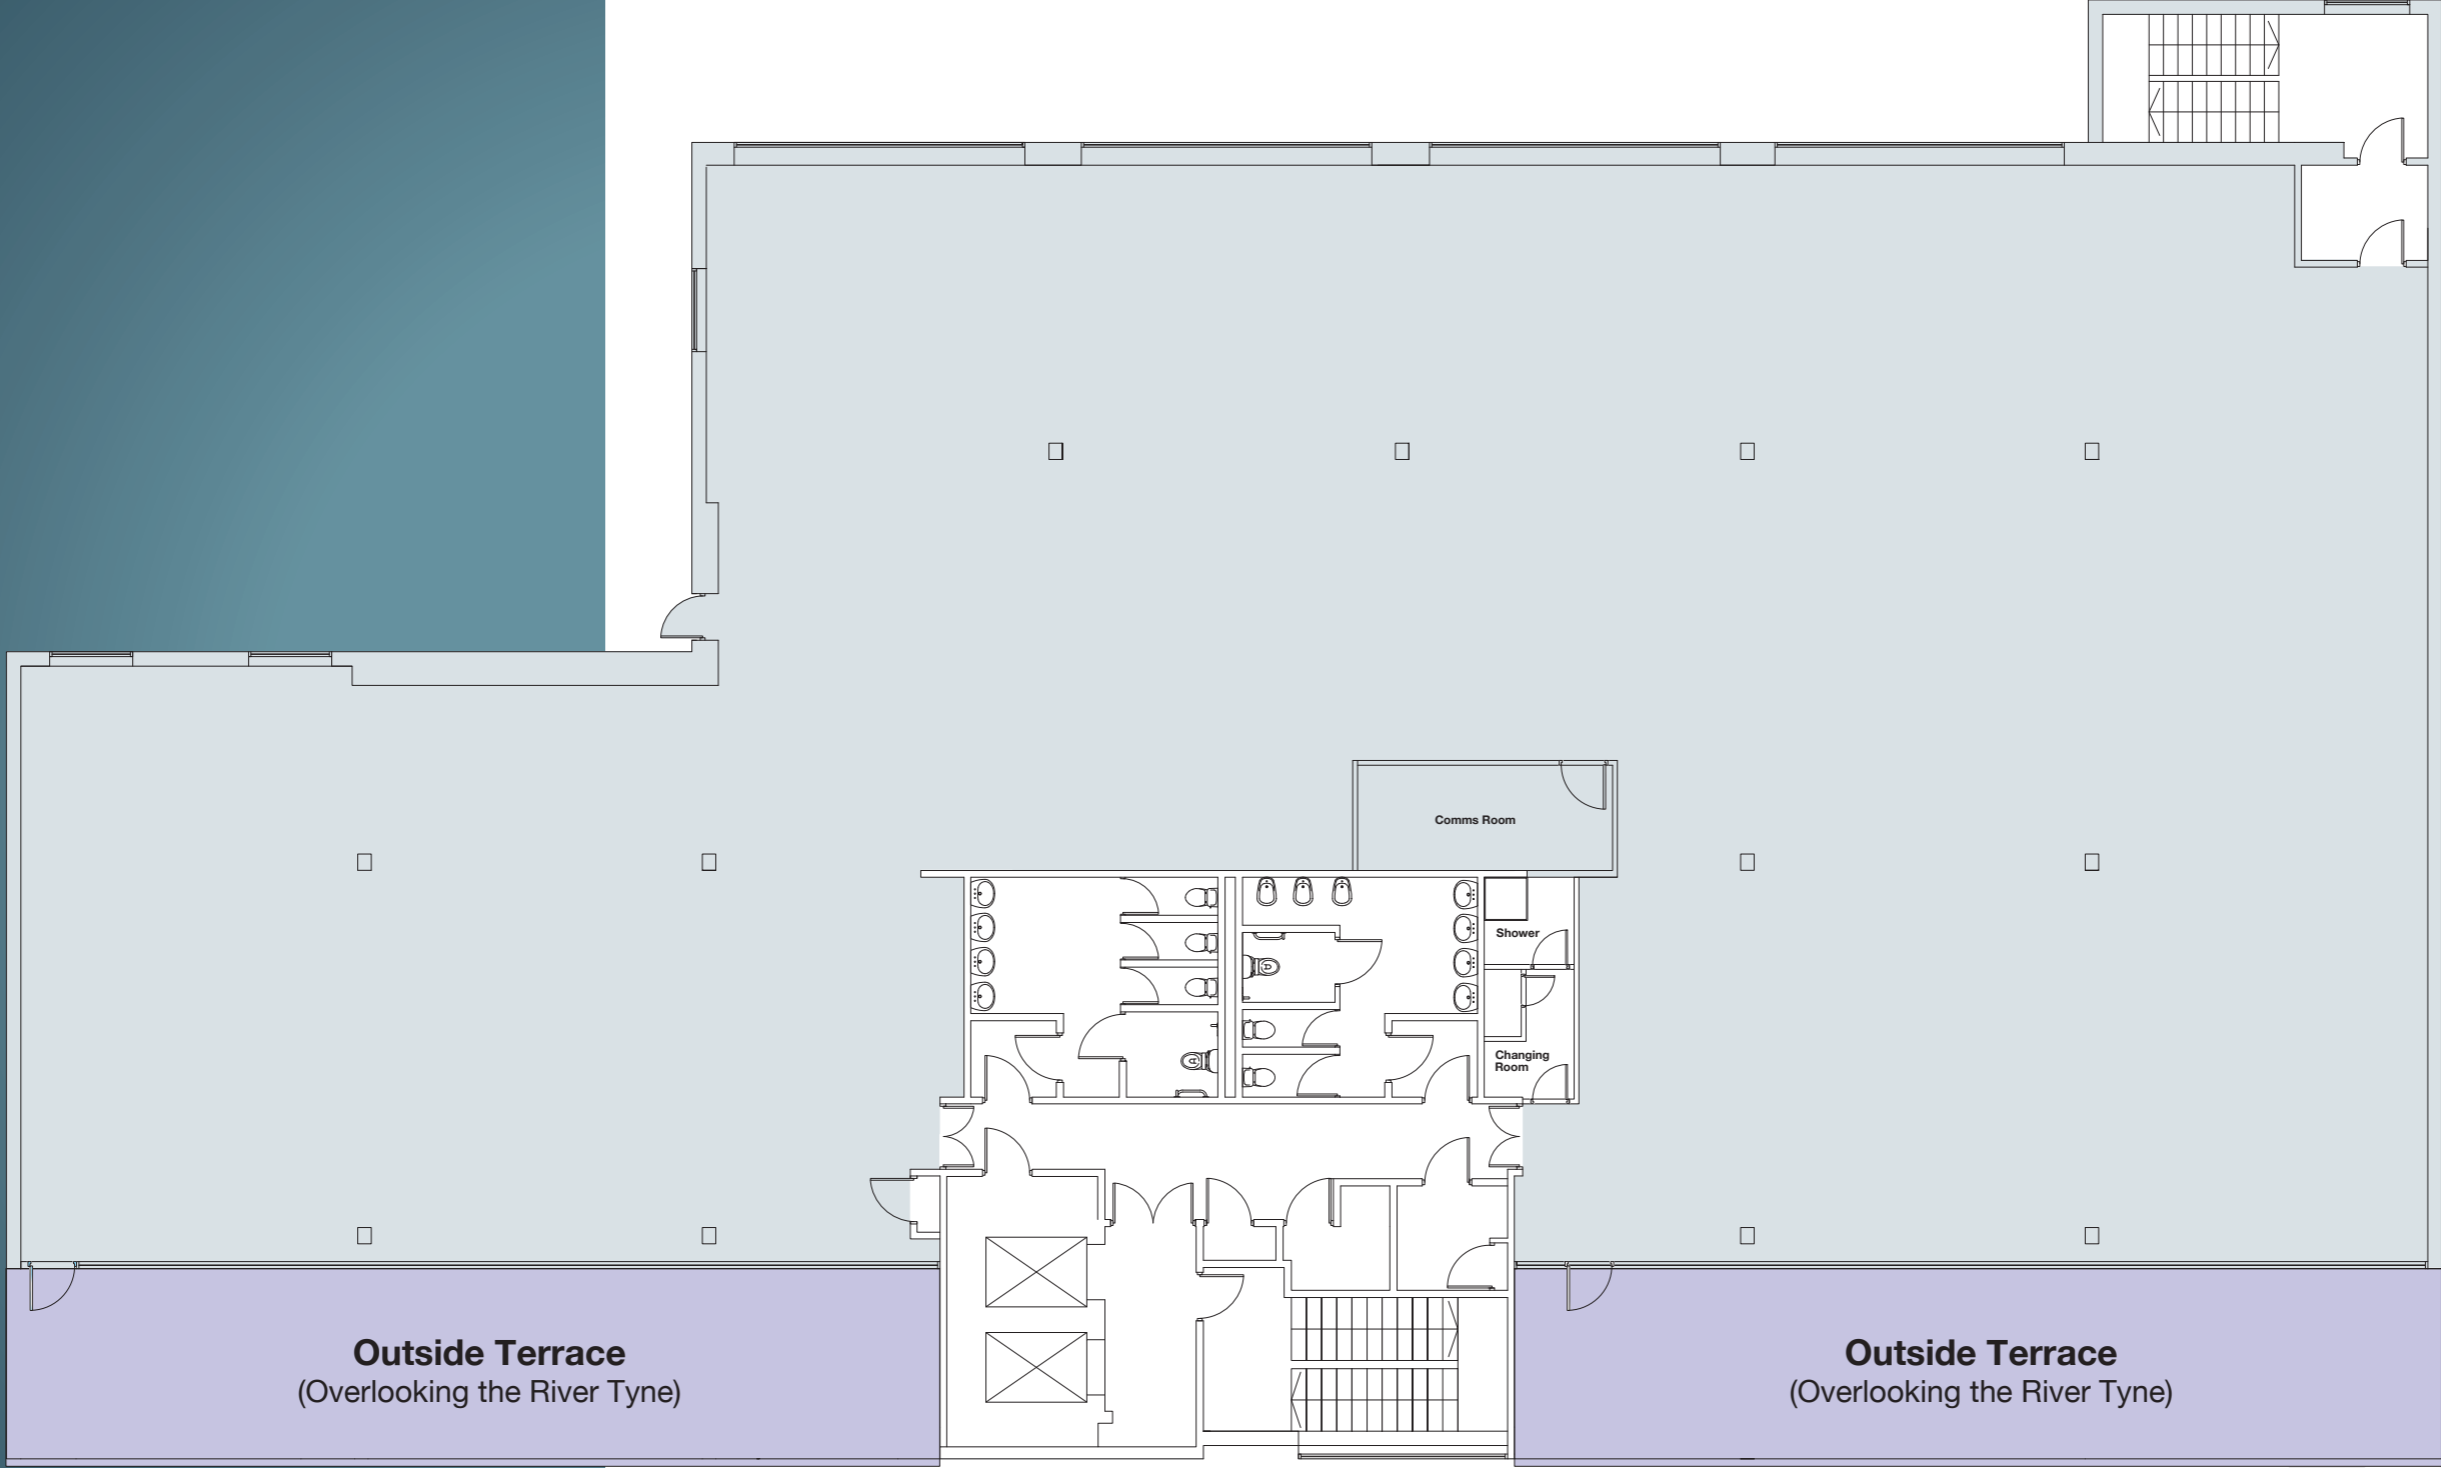 Comms Room
Shower
Changing
Room
Outside Terrace
(Overlooking the River Tyne)
Outside Terrace
(Overlooking the River Tyne)